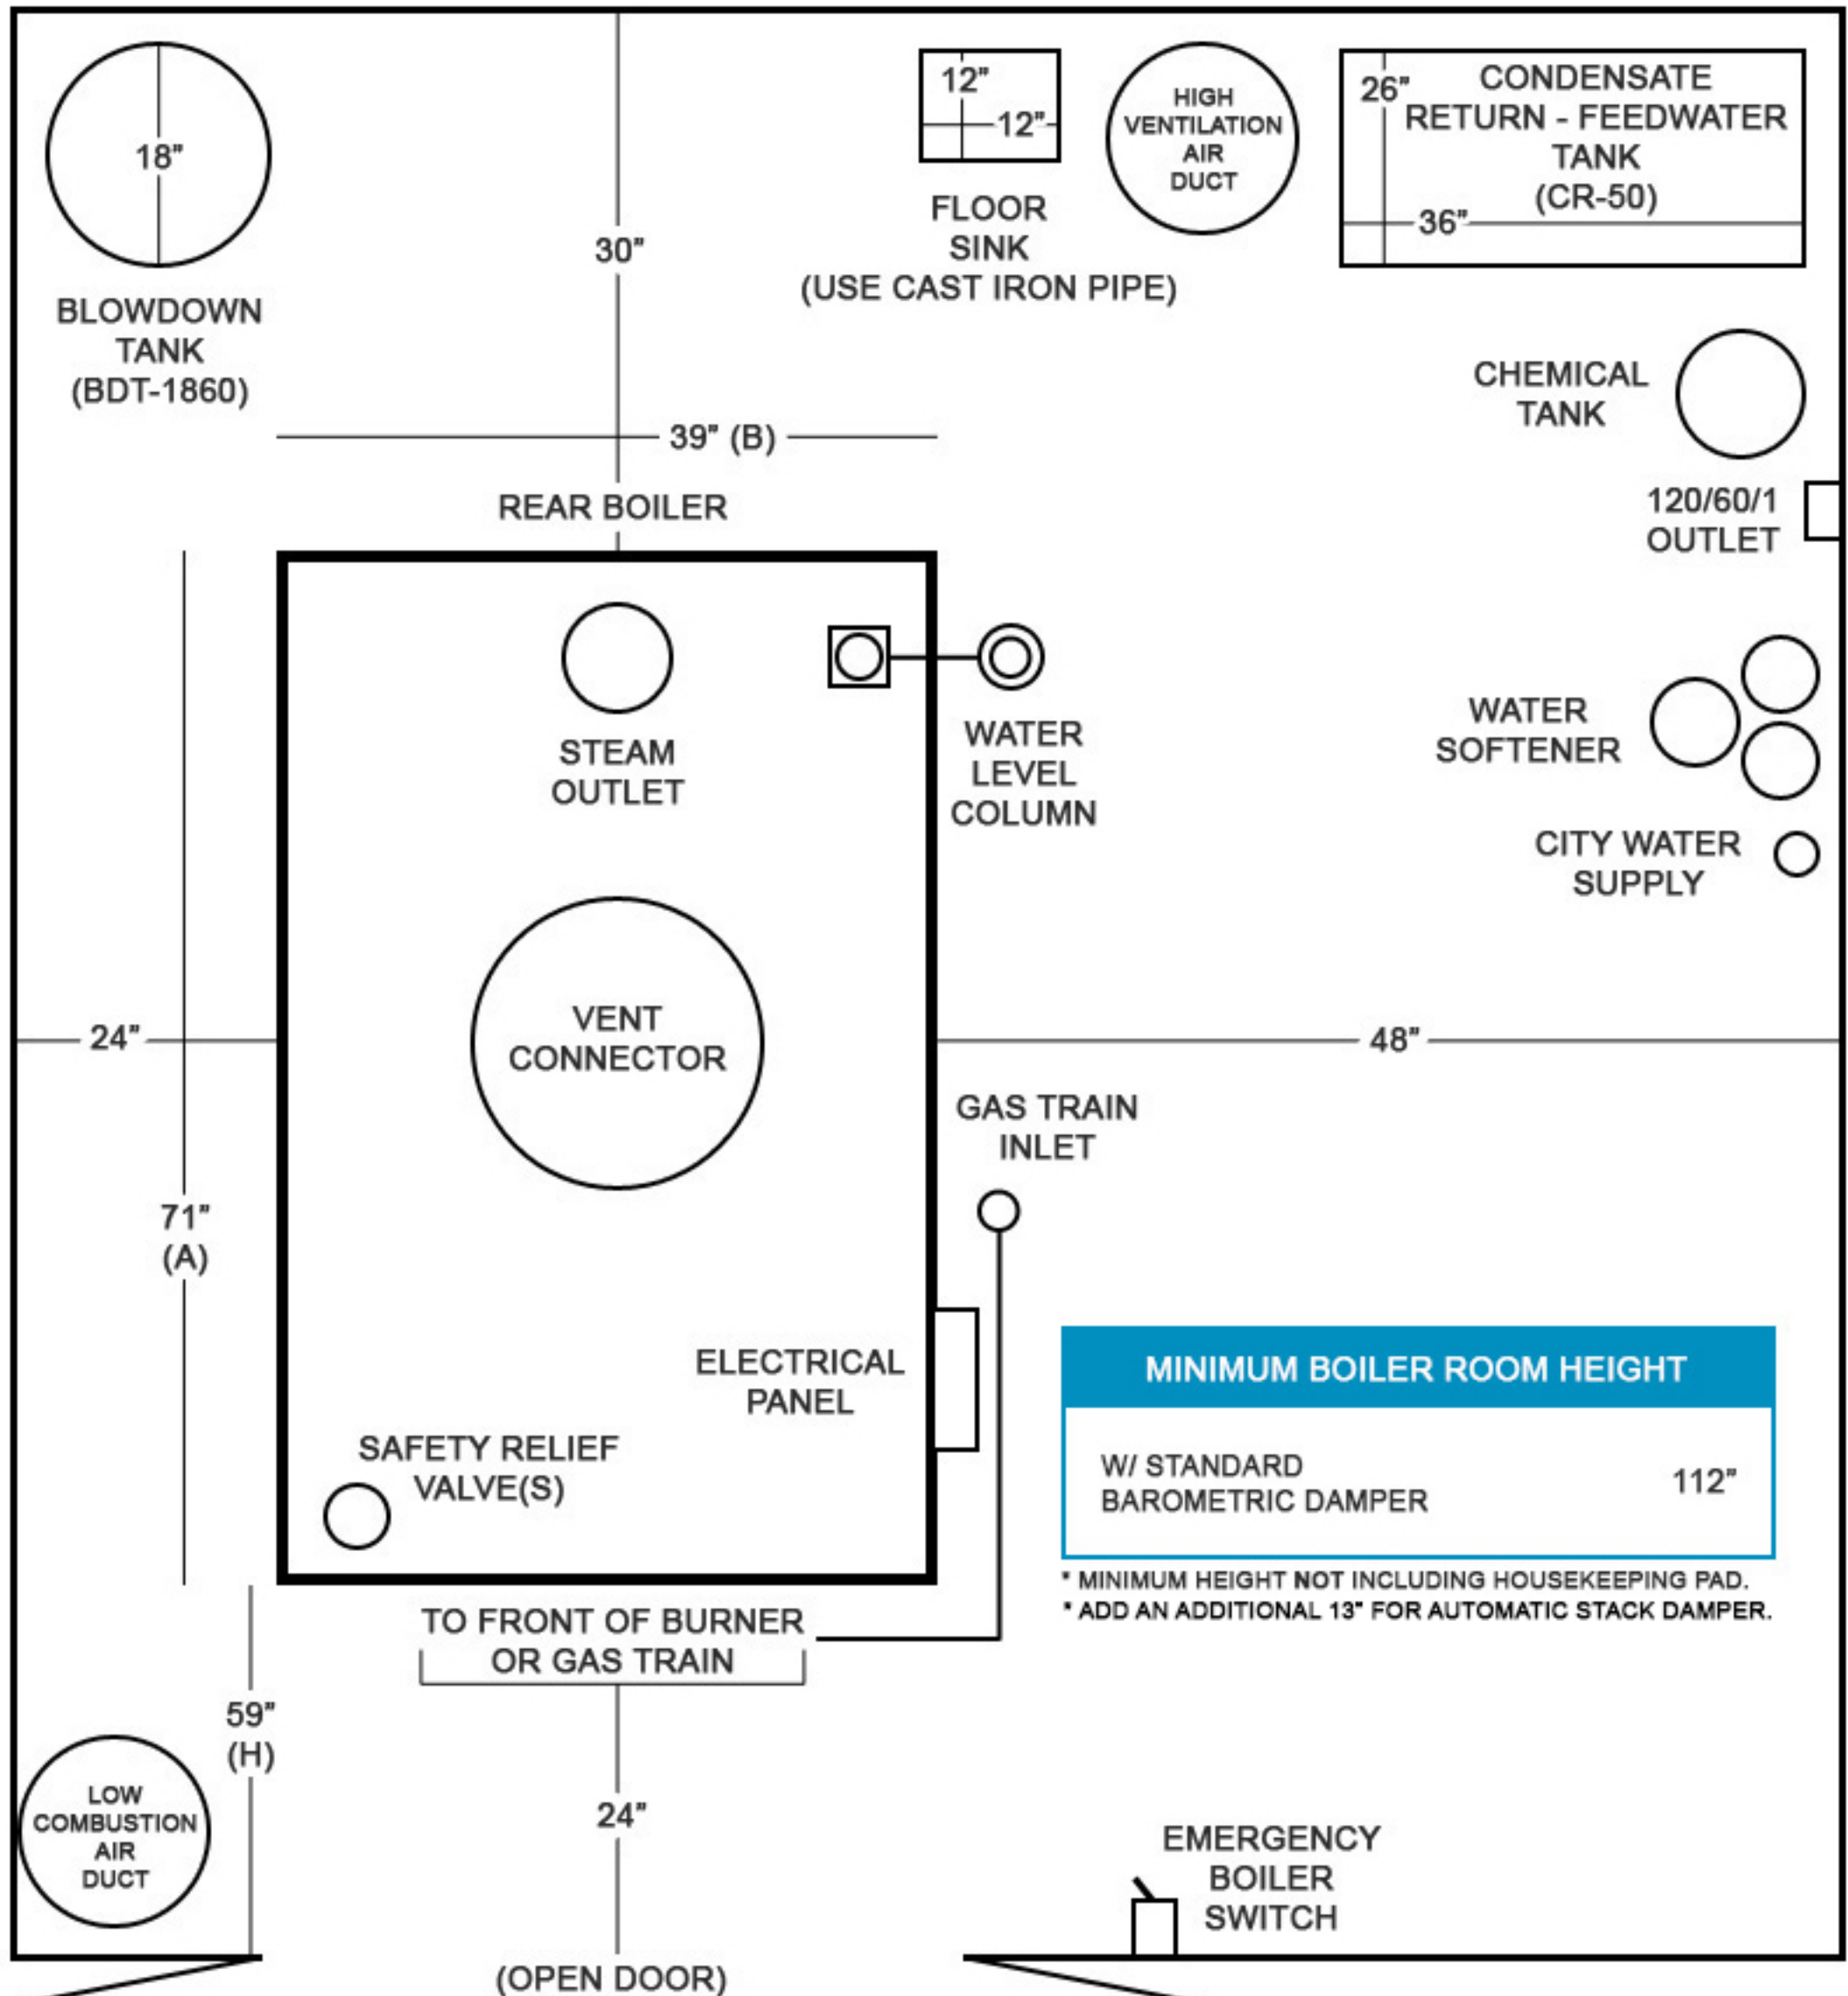 18”
BLOWDOWN
TANK
(BDT-1860)
30”
12”
12”
FLOOR
SINK
(USE CAST IRON PIPE)
HIGH
VENTILATION
AIR
DUCT
26”
CONDENSATE
RETURN - FEEDWATER
TANK
(CR-50)
36”
CHEMICAL
TANK
39” (B)
REAR BOILER
120/60/1
OUTLET
STEAM
OUTLET
WATER
LEVEL
COLUMN
WATER
SOFTENER
CITY WATER
SUPPLY
VENT
CONNECTOR
24”
48”
GAS TRAIN
INLET
71”
(A)
ELECTRICAL
PANEL
SAFETY RELIEF
VALVE(S)
MINIMUM BOILER ROOM HEIGHT
W/ STANDARD
BAROMETRIC DAMPER
112”
* MINIMUM HEIGHT NOT INCLUDING HOUSEKEEPING PAD.
* ADD AN ADDITIONAL 13” FOR AUTOMATIC STACK DAMPER.
TO FRONT OF BURNER
OR GAS TRAIN
59”
(H)
24”
LOW
COMBUSTION
AIR
DUCT
EMERGENCY
BOILER
SWITCH
(OPEN DOOR)